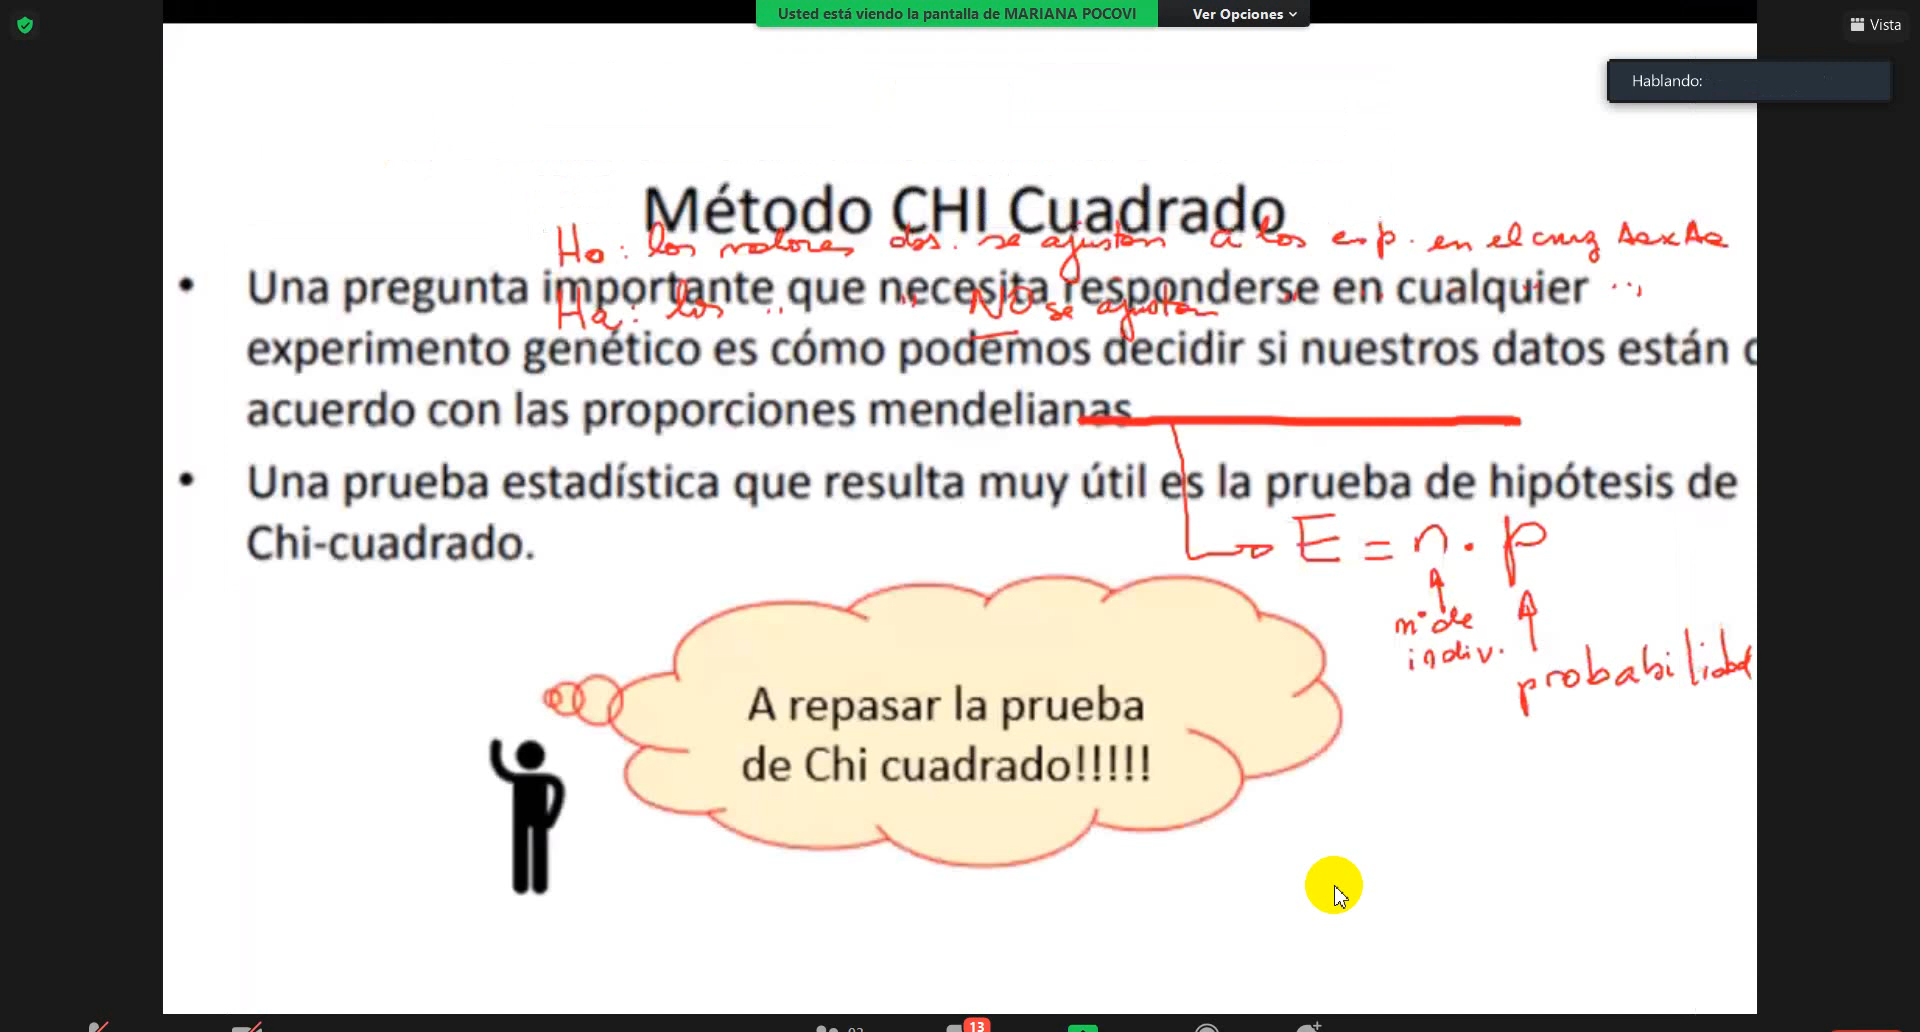 Usted está viendo la pantalla de MARIANA POCOVI
Ver Opciones
Vista
Hablando:
Método CHI Cuadrado
Ho: los valores obs. se ajustan a los esp. en el cruz AaxAa
• Una pregunta importante que necesita responderse en cualquier
Ha: los " " NO se ajustan " " " " "
experimento genético es cómo podemos decidir si nuestros datos están
acuerdo con las proporciones mendelianas
• Una prueba estadística que resulta muy útil es la prueba de hipótesis de
Chi-cuadrado.
E = n . p
n° de
indiv.
probabilidad
A repasar la prueba
de Chi cuadrado!!!!!
13